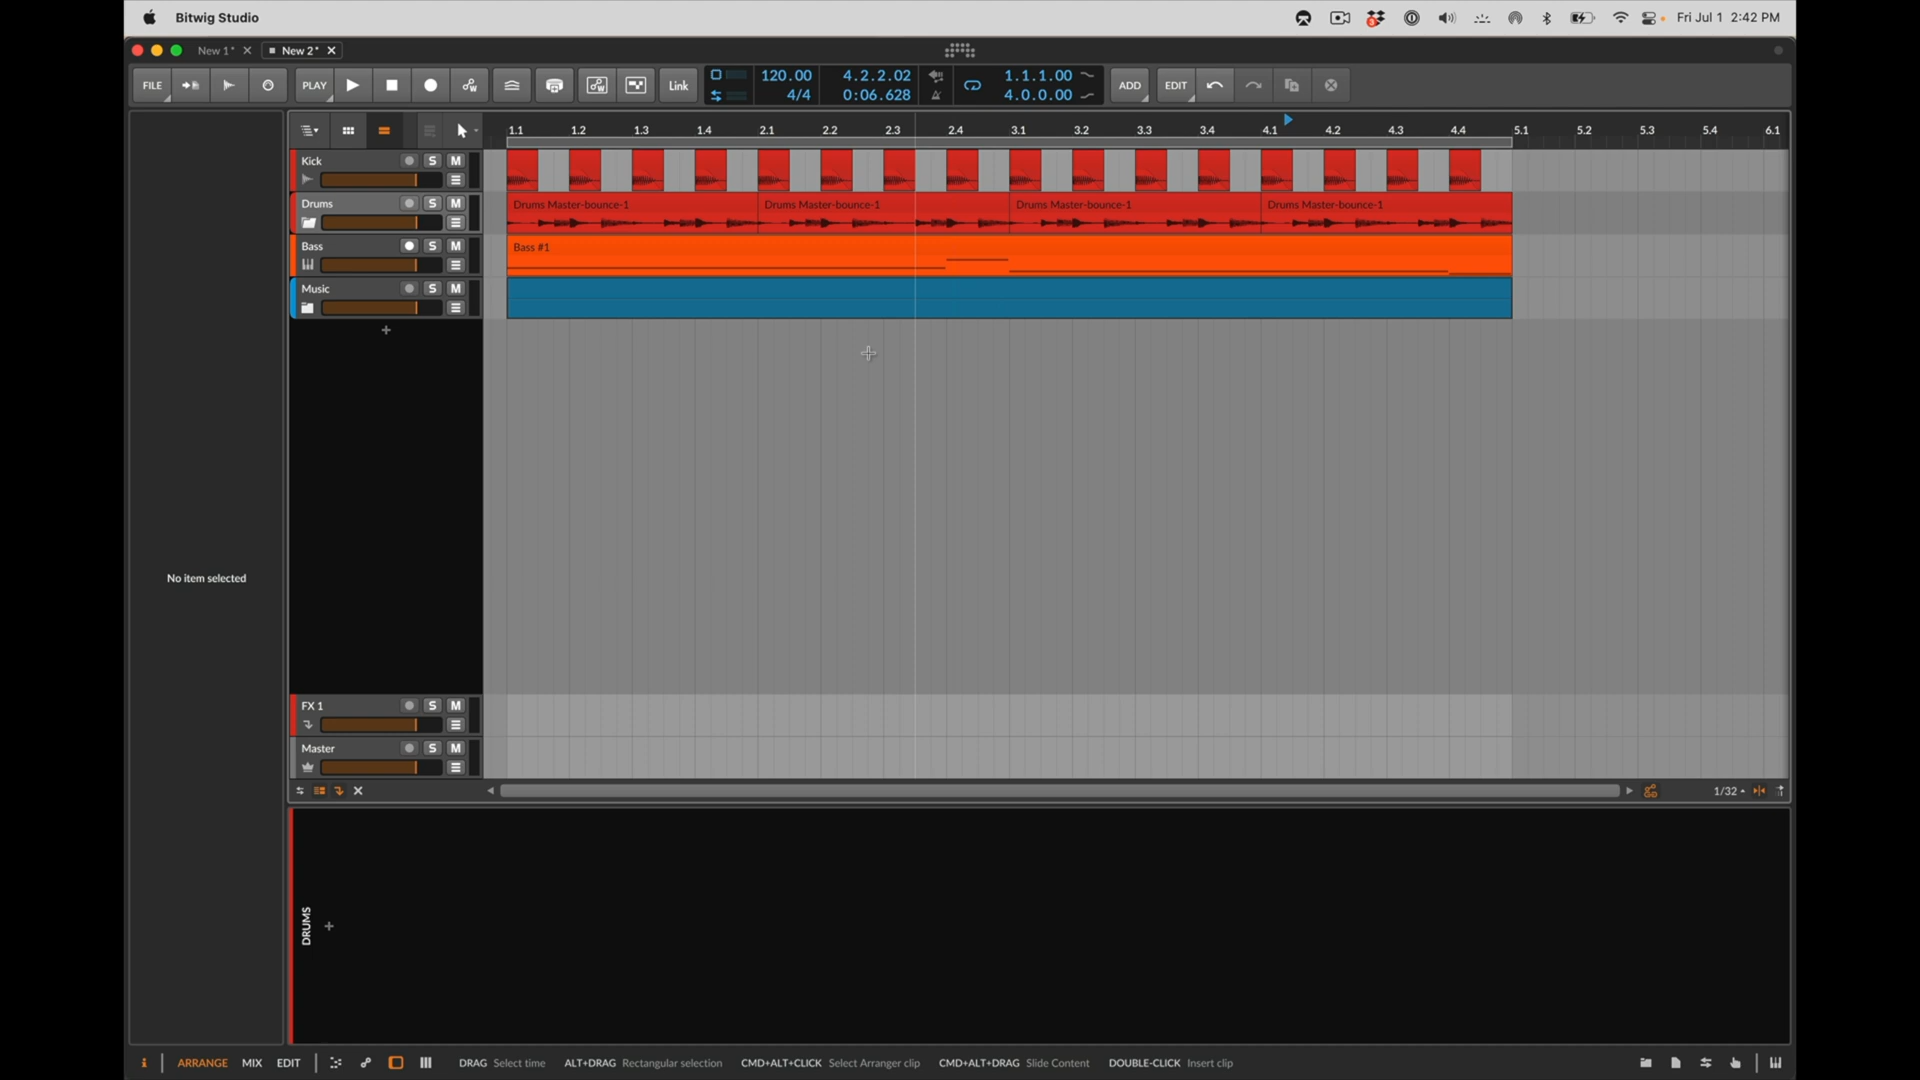 Bitwig Studio
Fri Jul 1 2:42 PM
New 1*
New 2*
FILE
PLAY
Link
120.00
4/4
4.2.2.02
0:06.628
1.1.1.00
4.0.0.00
ADD
EDIT
1.1 1.2 1.3 1.4 2.1 2.2 2.3 2.4 3.1 3.2 3.3 3.4 4.1 4.2 4.3 4.4 5.1 5.2 5.3 5.4 6.1
Kick S M
Drums S M
Drums Master-bounce-1 Drums Master-bounce-1 Drums Master-bounce-1 Drums Master-bounce-1
Bass S M
Bass #1
Music S M
No item selected
FX 1 S M
Master S M
1/32
DRUMS
i ARRANGE MIX EDIT DRAG Select time ALT+DRAG Rectangular selection CMD+ALT+CLICK Select Arranger clip CMD+ALT+DRAG Slide Content DOUBLE-CLICK Insert clip